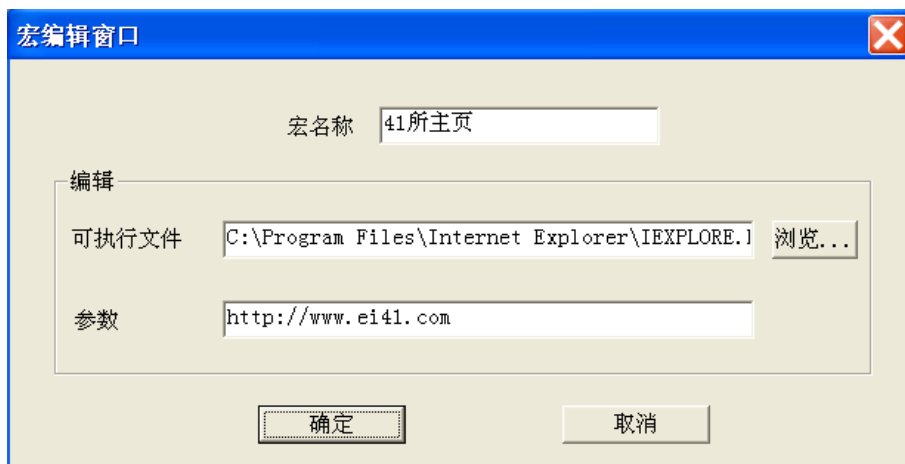 宏编辑窗口
宏名称 41所主页
编辑
可执行文件 C:\Program Files\Internet Explorer\IEXPLORE. 浏览...
参数 http://www.ei41.com
确定 取消